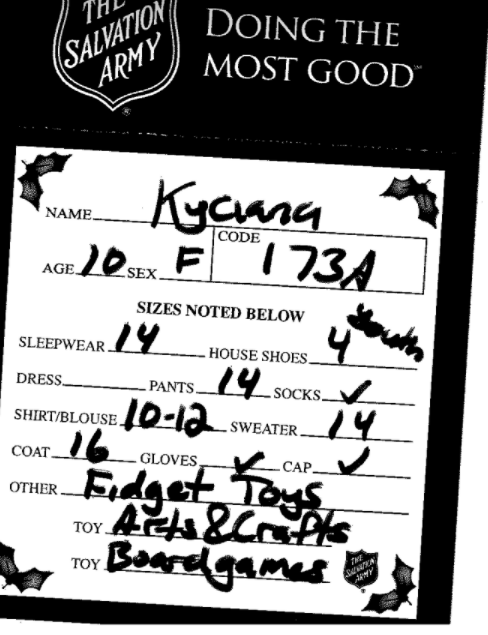 THE
SALVATION
ARMY
DOING THE
MOST GOOD™
NAME Kyciana
AGE 10 SEX F CODE 173A
SIZES NOTED BELOW
SLEEPWEAR 14 HOUSE SHOES 4 Youth
DRESS PANTS 14 SOCKS ✓
SHIRT/BLOUSE 10-12 SWEATER 14
COAT 16 GLOVES ✓ CAP ✓
OTHER Fidget Toys
TOY Arts & Crafts
TOY Boardgames
THE
SALVATION
ARMY